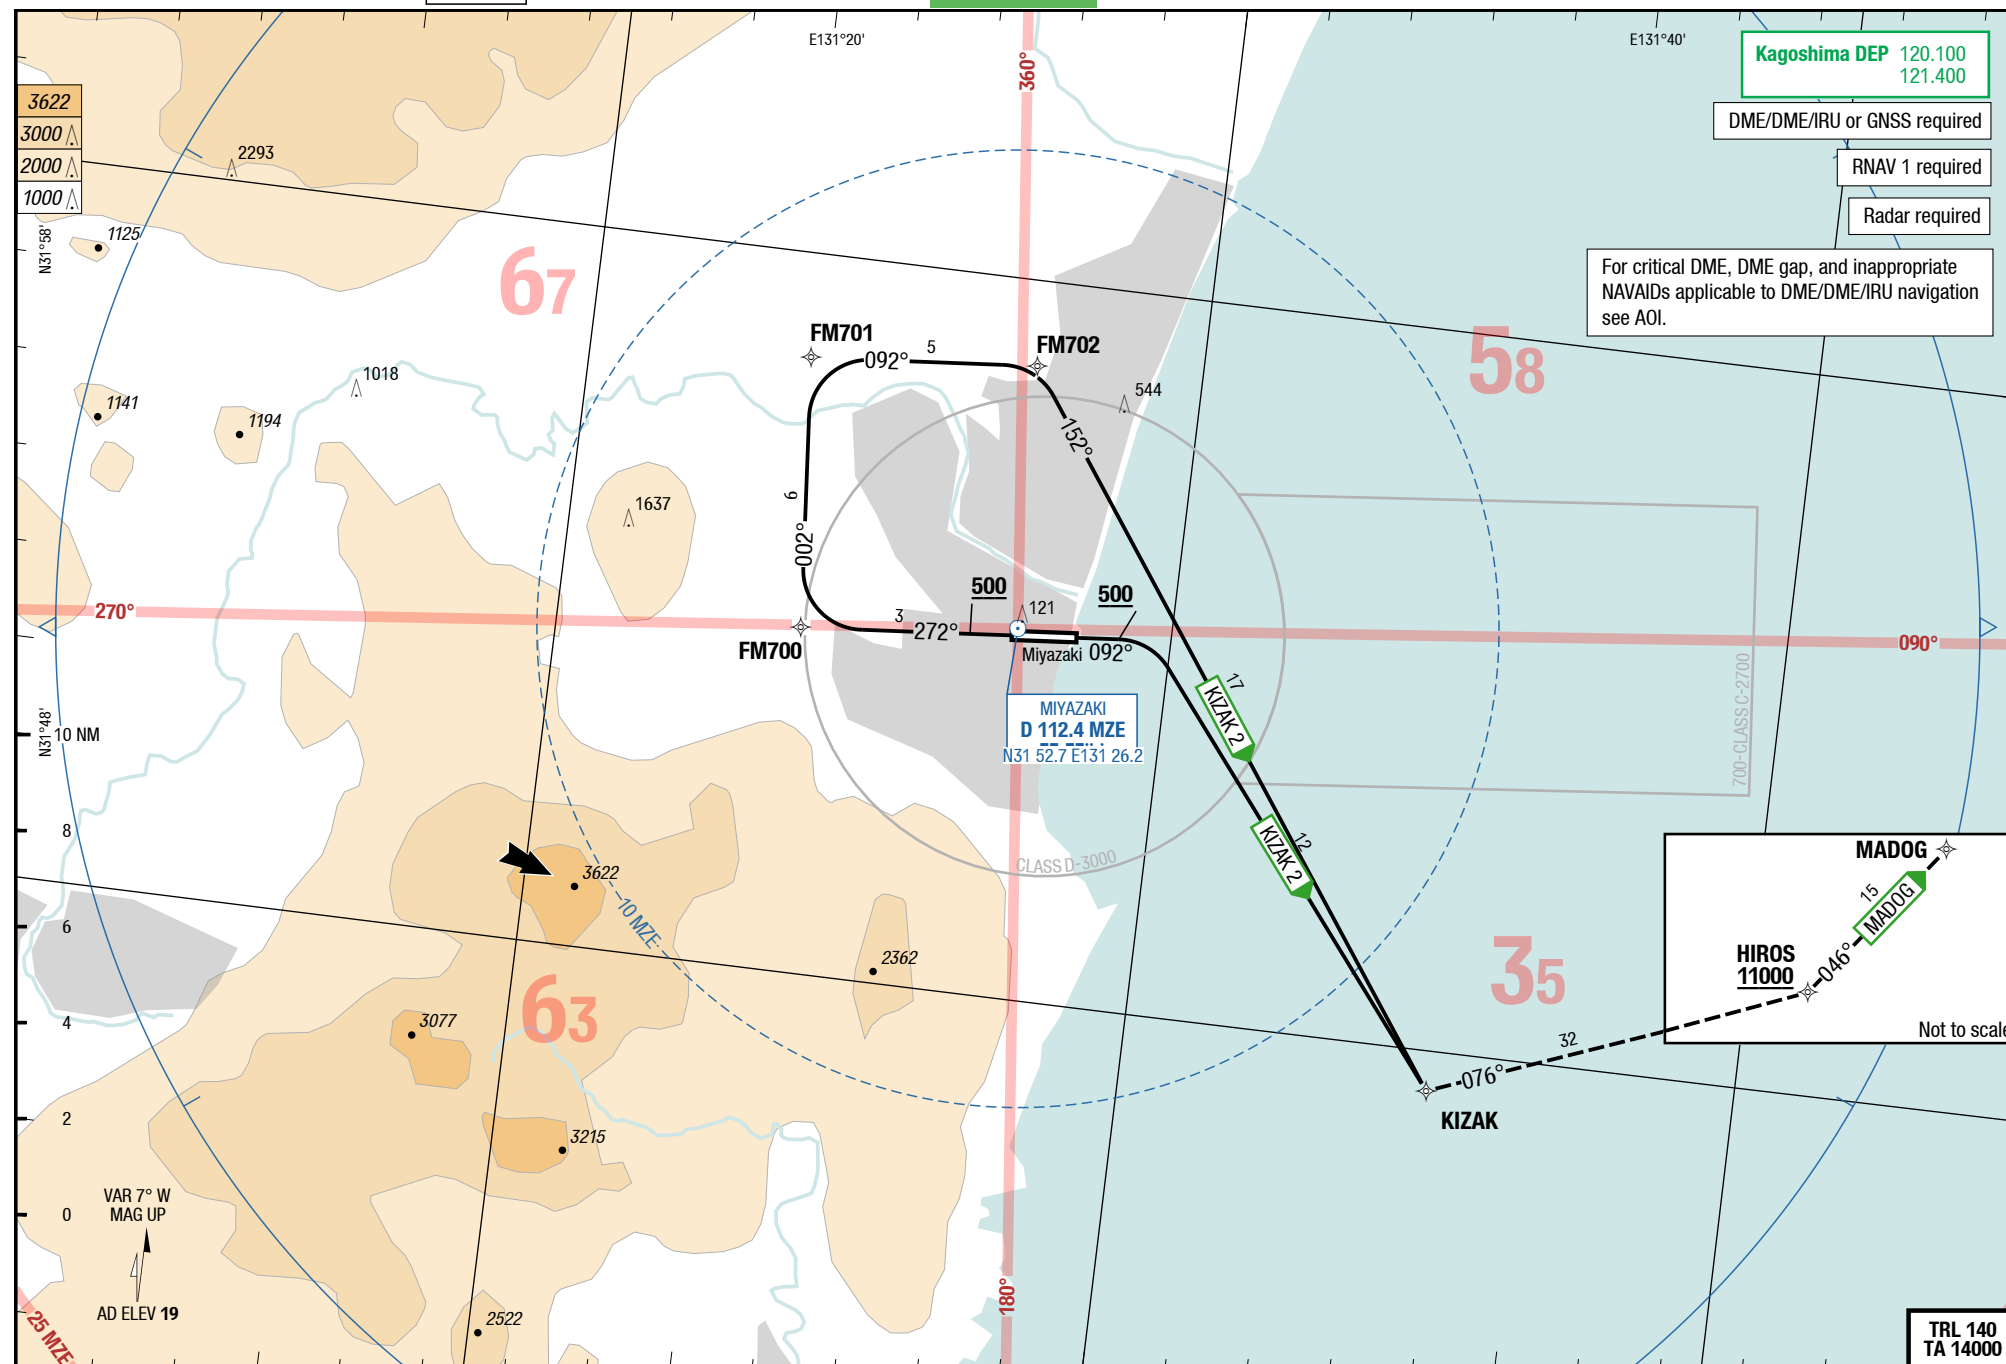 E131°20'
E131°40'
360°
Kagoshima DEP 120.100
121.400
DME/DME/IRU or GNSS required
RNAV 1 required
Radar required
For critical DME, DME gap, and inappropriate
NAVAIDs applicable to DME/DME/IRU navigation
see AOI.
3622
3000
2000
1000
2293
1125
N31°58'
67
58
FM701
092°
5
FM702
1018
544
1141
1194
152°
1637
6
002°
270°
500
500
121
3
272°
FM700
Miyazaki
092°
090°
MIYAZAKI
D 112.4 MZE
N31 52.7 E131 26.2
17
KIZAK 2
700-CLASS C-2700
N31°48'
10 NM
8
6
4
2
0
12
KIZAK 2
CLASS D-3000
3622
10 MZE
2362
63
35
3077
3215
2522
MADOG
15
MADOG
HIROS
11000
046°
Not to scale
32
076°
KIZAK
VAR 7° W
MAG UP
AD ELEV 19
25 MZE
180°
TRL 140
TA 14000